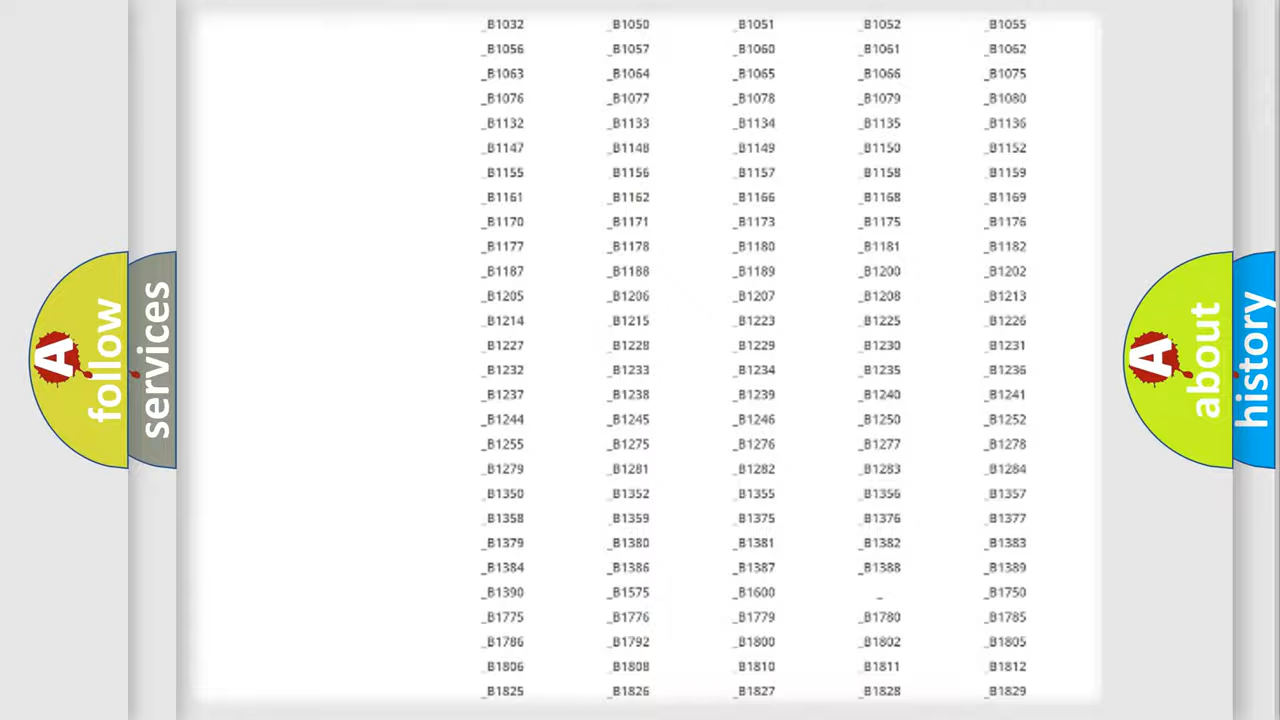 _B1032 _B1050 _B1051 _B1052 _B1055
_B1056 _B1057 _B1060 _B1061 _B1062
_B1063 _B1064 _B1065 _B1066 _B1075
_B1076 _B1077 _B1078 _B1079 _B1080
_B1132 _B1133 _B1134 _B1135 _B1136
_B1147 _B1148 _B1149 _B1150 _B1152
_B1155 _B1156 _B1157 _B1158 _B1159
_B1161 _B1162 _B1166 _B1168 _B1169
_B1170 _B1171 _B1173 _B1175 _B1176
_B1177 _B1178 _B1180 _B1181 _B1182
_B1187 _B1188 _B1189 _B1200 _B1202
_B1205 _B1206 _B1207 _B1208 _B1213
_B1214 _B1215 _B1223 _B1225 _B1226
_B1227 _B1228 _B1229 _B1230 _B1231
_B1232 _B1233 _B1234 _B1235 _B1236
_B1237 _B1238 _B1239 _B1240 _B1241
_B1244 _B1245 _B1246 _B1250 _B1252
_B1255 _B1275 _B1276 _B1277 _B1278
_B1279 _B1281 _B1282 _B1283 _B1284
_B1350 _B1352 _B1355 _B1356 _B1357
_B1358 _B1359 _B1375 _B1376 _B1377
_B1379 _B1380 _B1381 _B1382 _B1383
_B1384 _B1386 _B1387 _B1388 _B1389
_B1390 _B1575 _B1600 _ _B1750
_B1775 _B1776 _B1779 _B1780 _B1785
_B1786 _B1792 _B1800 _B1802 _B1805
_B1806 _B1808 _B1810 _B1811 _B1812
_B1825 _B1826 _B1827 _B1828 _B1829
A follow
services
A about
history